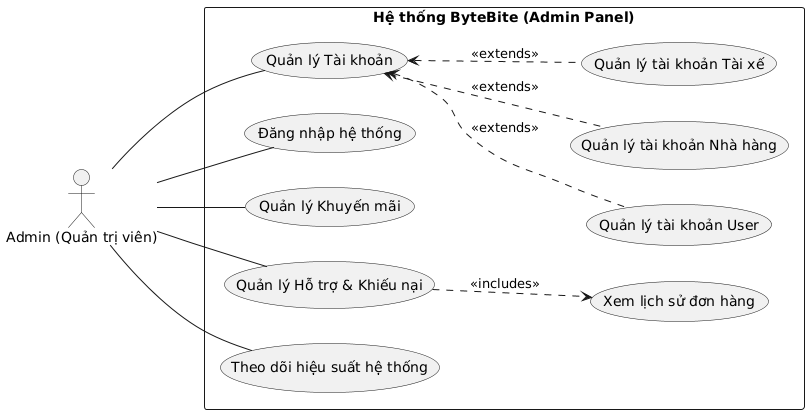 Hệ thống ByteBite (Admin Panel)
Quản lý Tài khoản
«extends»
Quản lý tài khoản Tài xế
«extends»
Đăng nhập hệ thống
«extends»
Quản lý tài khoản Nhà hàng
Quản lý Khuyến mãi
Quản lý tài khoản User
Admin (Quản trị viên)
Quản lý Hỗ trợ & Khiếu nại
«includes»
Xem lịch sử đơn hàng
Theo dõi hiệu suất hệ thống